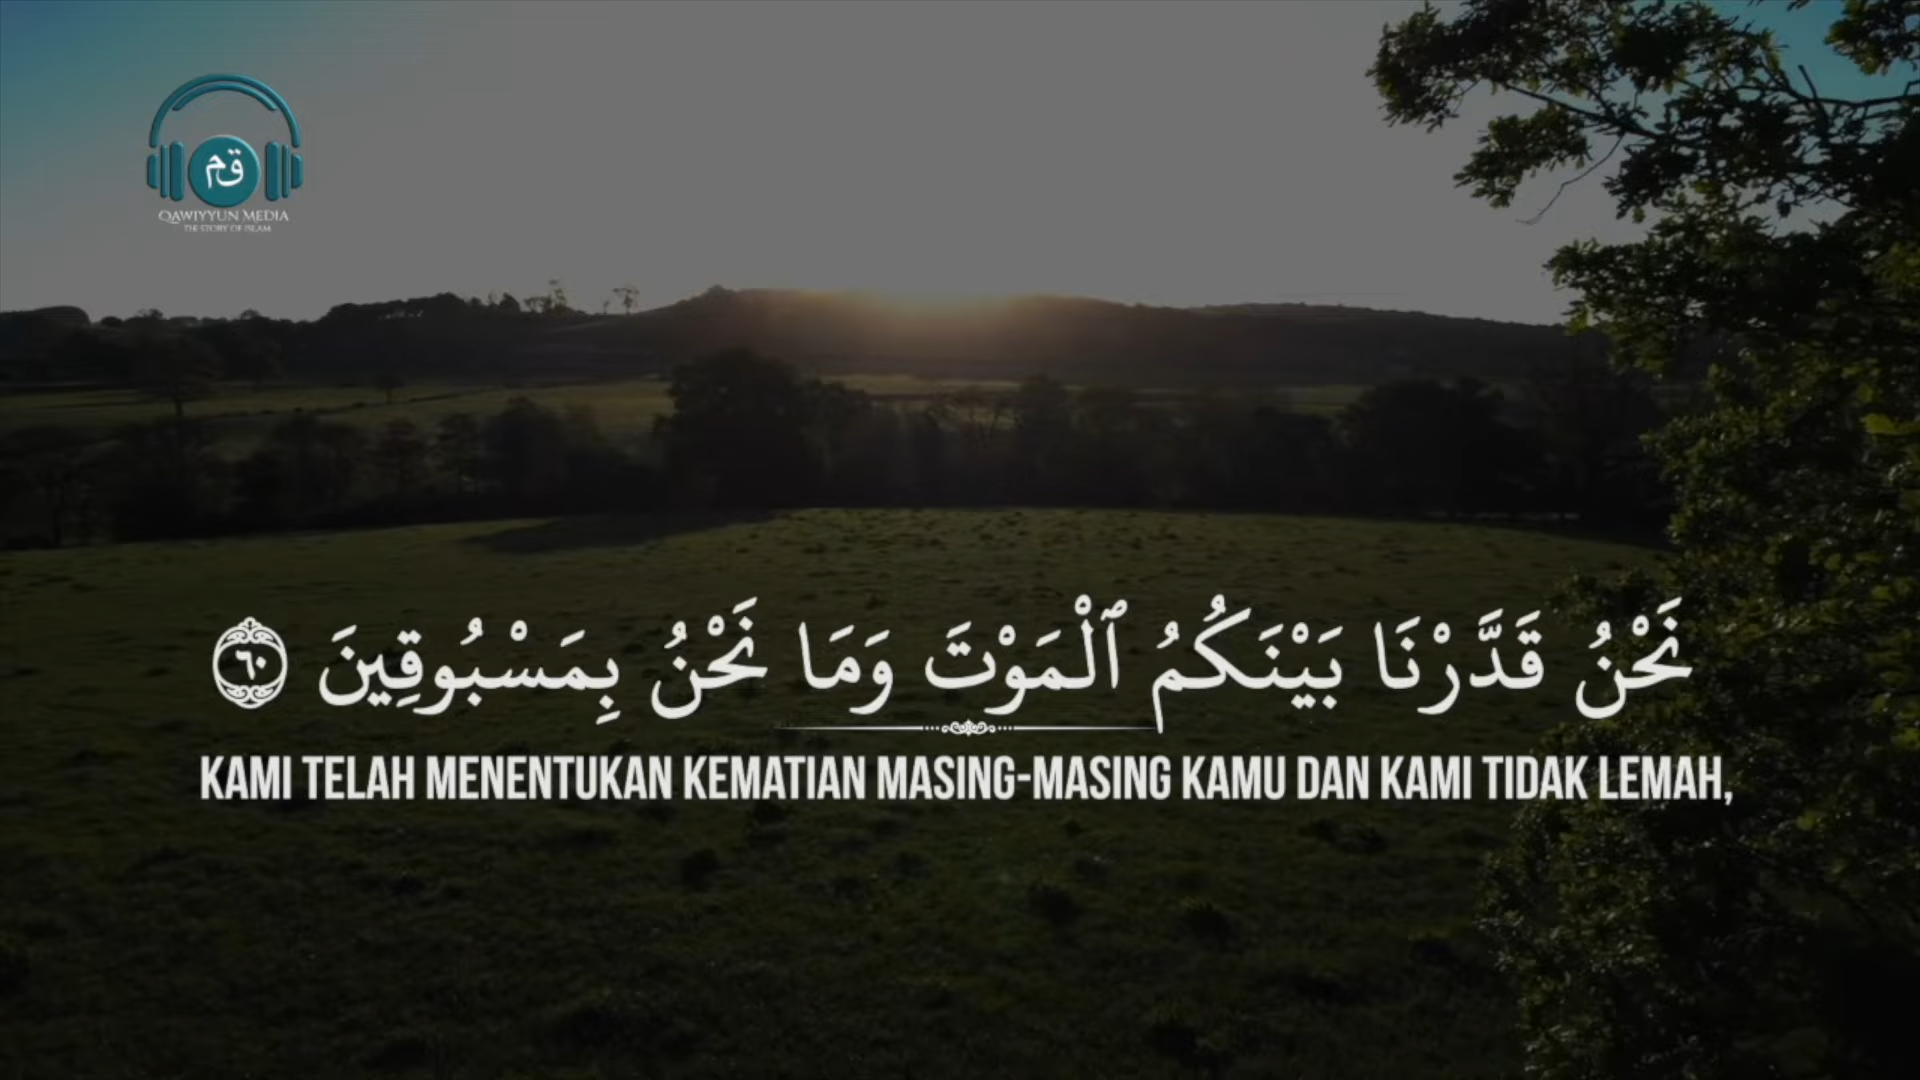 قم
QAWIYYUN MEDIA
THE STORY OF ISLAM
نَحْنُ قَدَّرْنَا بَيْنَكُمُ ٱلْمَوْتَ وَمَا نَحْنُ بِمَسْبُوقِينَ ٦٠
KAMI TELAH MENENTUKAN KEMATIAN MASING-MASING KAMU DAN KAMI TIDAK LEMAH,